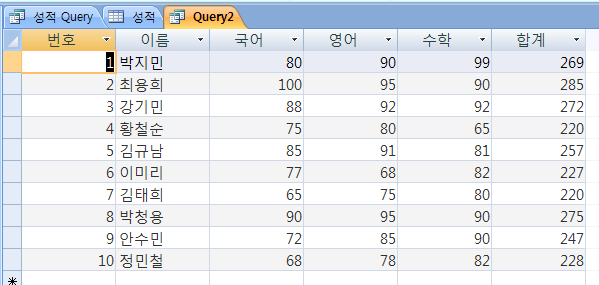 성적 Query 성적 Query2
번호 이름 국어 영어 수학 합계
1 박지민 80 90 99 269
2 최용희 100 95 90 285
3 강기민 88 92 92 272
4 황철순 75 80 65 220
5 김규남 85 91 81 257
6 이미리 77 68 82 227
7 김태희 65 75 80 220
8 박청용 90 95 90 275
9 안수민 72 85 90 247
10 정민철 68 78 82 228